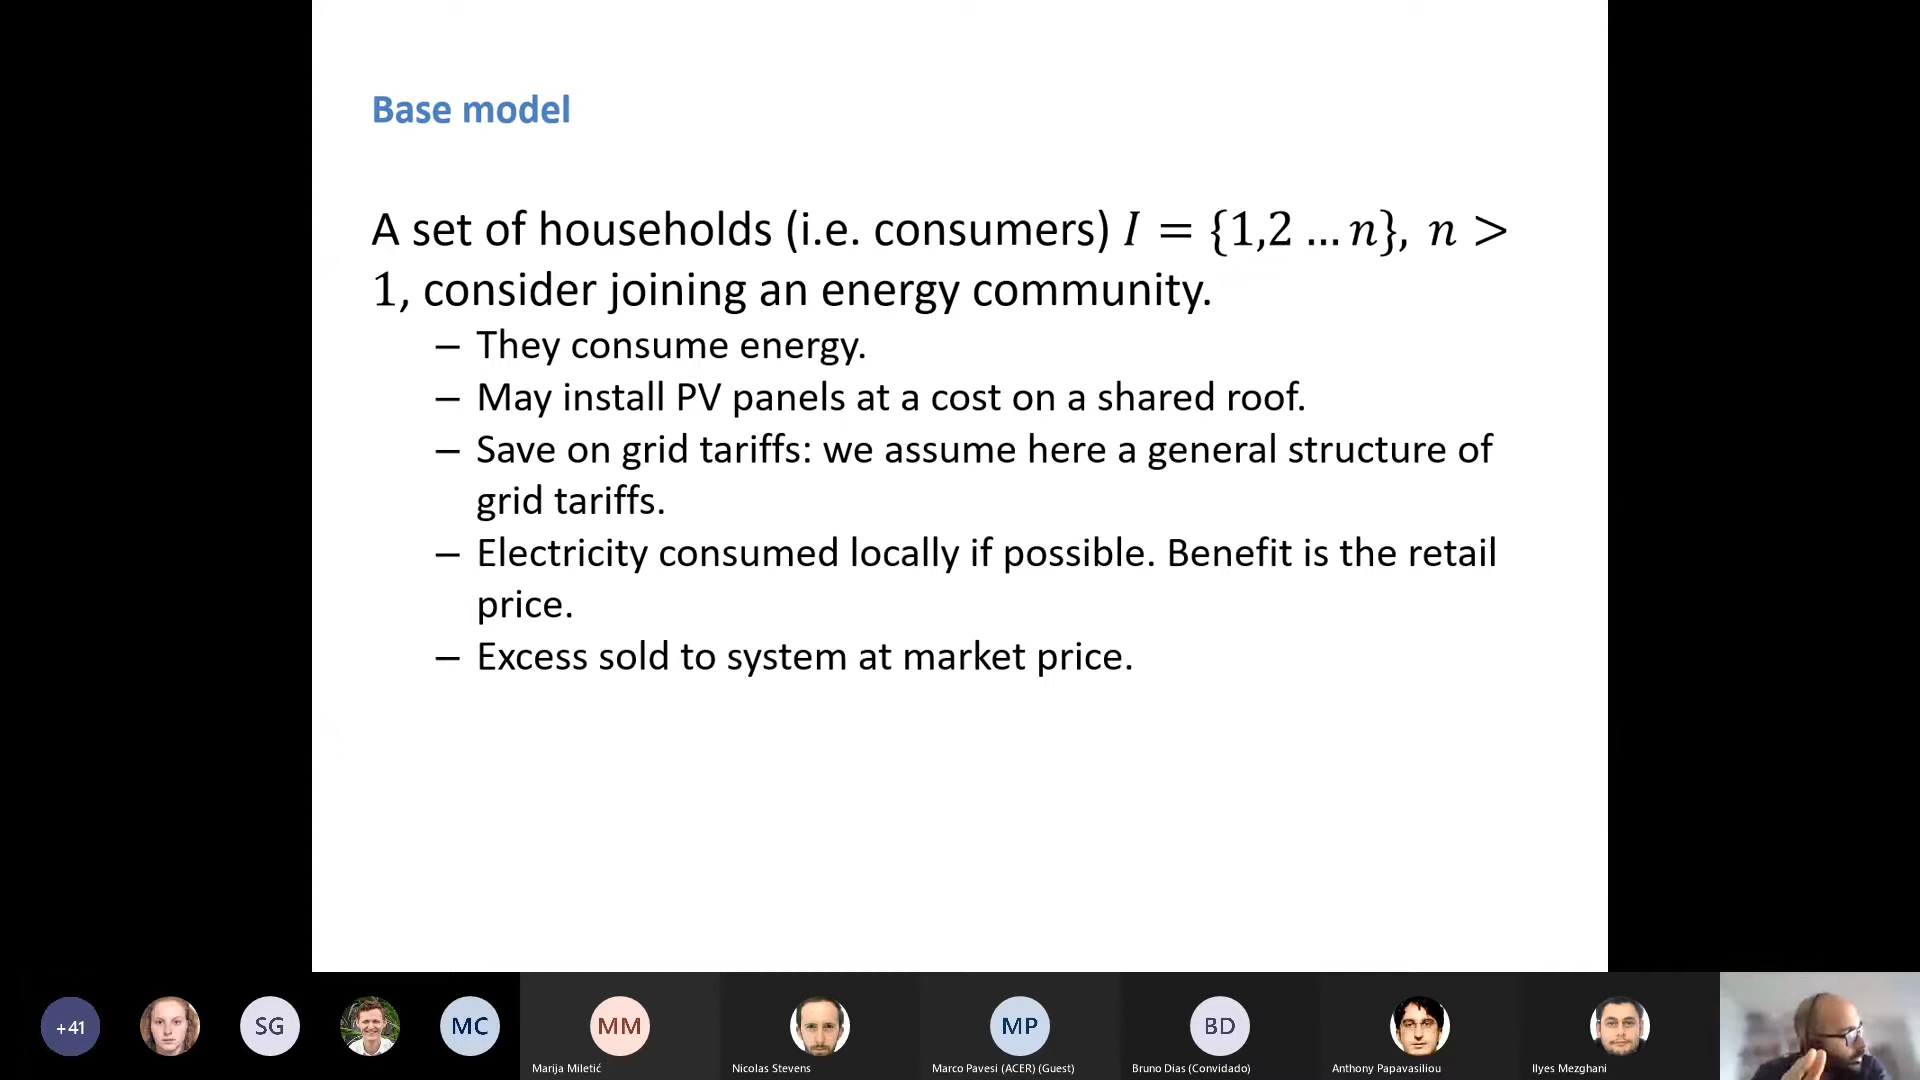 Base model
A set of households (i.e. consumers) 𝐼 = {1,2 … 𝑛}, 𝑛 >
1, consider joining an energy community.
– They consume energy.
– May install PV panels at a cost on a shared roof.
– Save on grid tariffs: we assume here a general structure of
grid tariffs.
– Electricity consumed locally if possible. Benefit is the retail
price.
– Excess sold to system at market price.
+41
SG
MC
MM
MP
BD
Marija Miletić
Nicolas Stevens
Marco Pavesi (ACER) (Guest)
Bruno Dias (Convidado)
Anthony Papavasiliou
Ilyes Mezghani